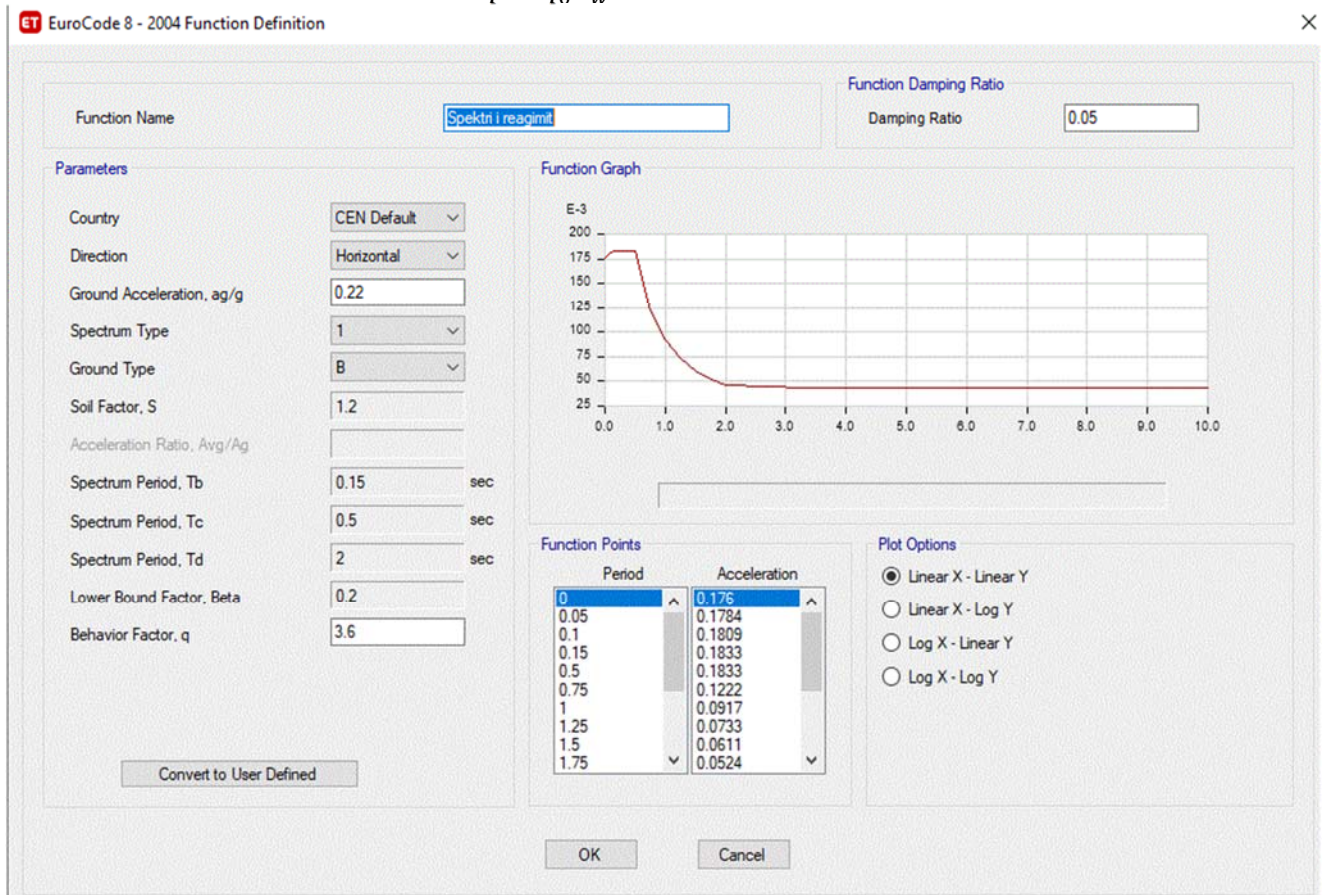 ET EuroCode 8 - 2004 Function Definition
Function Name
Spektri i reagimit
Function Damping Ratio
Damping Ratio
0.05
Parameters
Country
CEN Default
Direction
Horizontal
Ground Acceleration, ag/g
0.22
Spectrum Type
1
Ground Type
B
Soil Factor, S
1.2
Acceleration Ratio, Avg/Ag
Spectrum Period, Tb
0.15
sec
Spectrum Period, Tc
0.5
sec
Spectrum Period, Td
2
sec
Lower Bound Factor, Beta
0.2
Behavior Factor, q
3.6
Convert to User Defined
Function Graph
E-3
200
175
150
125
100
75
50
25
0.0 1.0 2.0 3.0 4.0 5.0 6.0 7.0 8.0 9.0 10.0
Function Points
Period Acceleration
0 0.176
0.05 0.1784
0.1 0.1809
0.15 0.1833
0.5 0.1833
0.75 0.1222
1 0.0917
1.25 0.0733
1.5 0.0611
1.75 0.0524
Plot Options
Linear X - Linear Y
Linear X - Log Y
Log X - Linear Y
Log X - Log Y
OK
Cancel